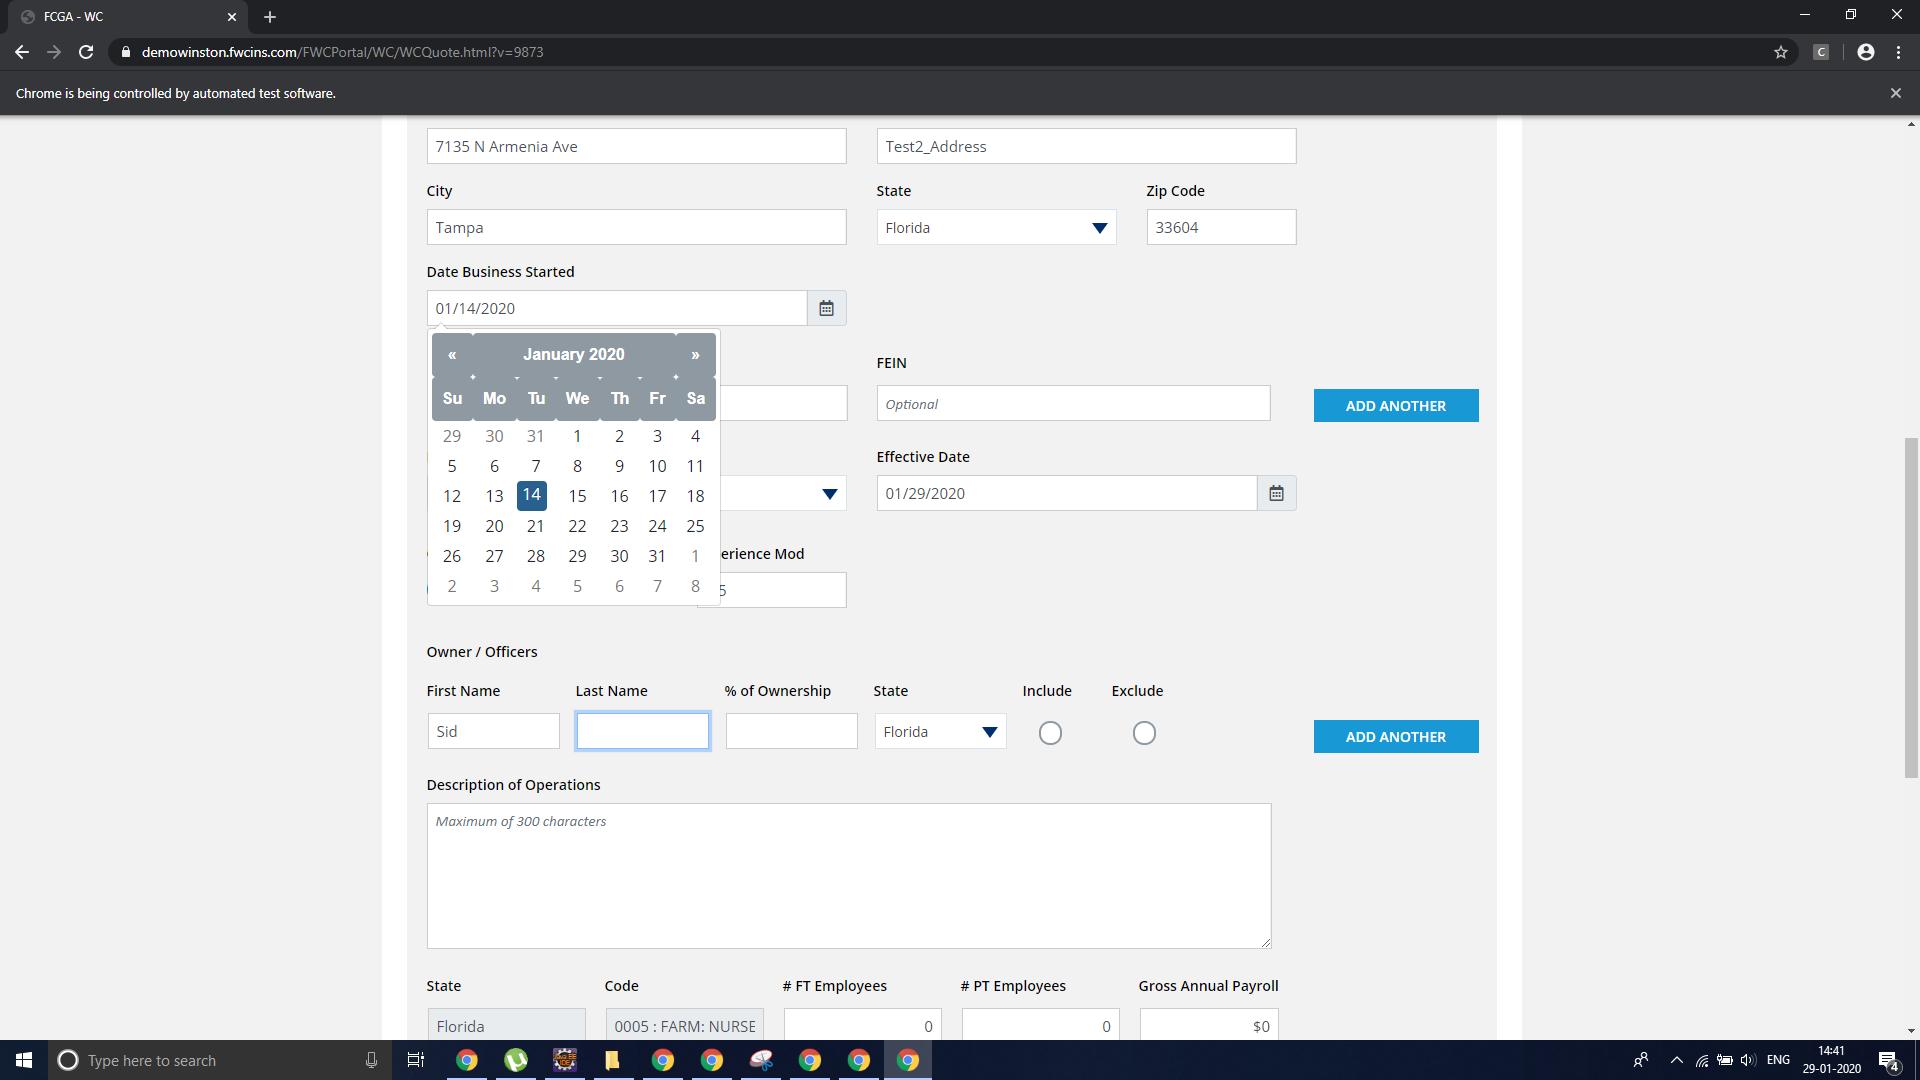 FCGA - WC
demowinston.fwcins.com/FWCPortal/WC/WCQuote.html?v=9873
C
Chrome is being controlled by automated test software.
7135 N Armenia Ave
Test2_Address
City
State
Zip Code
Tampa
Florida
33604
Date Business Started
01/14/2020
« January 2020 »
Su Mo Tu We Th Fr Sa
29 30 31 1 2 3 4
5 6 7 8 9 10 11
12 13 14 15 16 17 18
19 20 21 22 23 24 25
26 27 28 29 30 31 1
2 3 4 5 6 7 8
FEIN
Optional
ADD ANOTHER
Effective Date
01/29/2020
erience Mod
5
Owner / Officers
First Name
Last Name
% of Ownership
State
Include
Exclude
Sid
Florida
ADD ANOTHER
Description of Operations
Maximum of 300 characters
State
Code
# FT Employees
# PT Employees
Gross Annual Payroll
Florida
0005 : FARM: NURSE
0
0
$0
Type here to search
ENG
14:41
29-01-2020
4